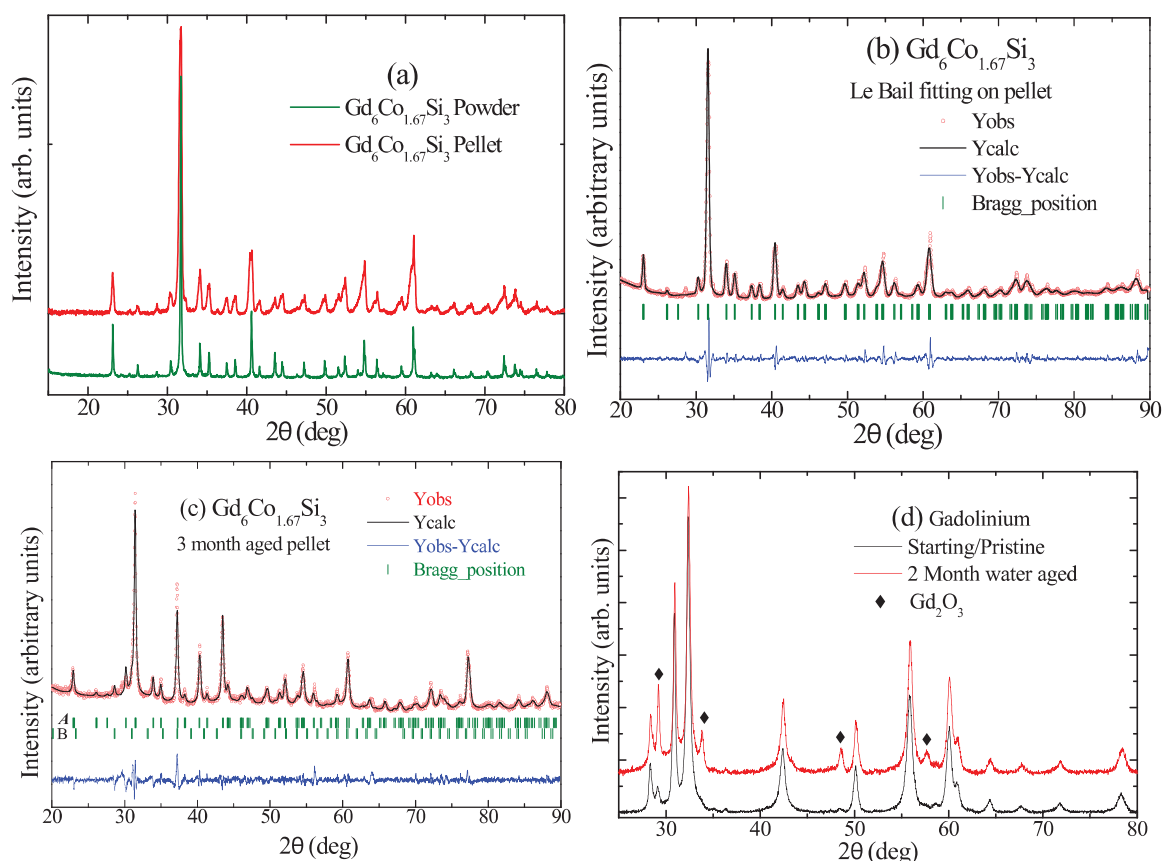 (a)
Gd6Co1.67Si3 Powder
Gd6Co1.67Si3 Pellet
Intensity (arb. units)
20 30 40 50 60 70 80
2θ (deg)
(b) Gd6Co1.67Si3
Le Bail fitting on pellet
Yobs
Ycalc
Yobs-Ycalc
Bragg_position
Intensity (arbitrary units)
20 30 40 50 60 70 80 90
2θ (deg)
(c) Gd6Co1.67Si3
3 month aged pellet
Yobs
Ycalc
Yobs-Ycalc
Bragg_position
A
B
Intensity (arbitrary units)
20 30 40 50 60 70 80 90
2θ (deg)
(d) Gadolinium
Starting/Pristine
2 Month water aged
Gd2O3
Intensity (arb. units)
30 40 50 60 70 80
2θ (deg)